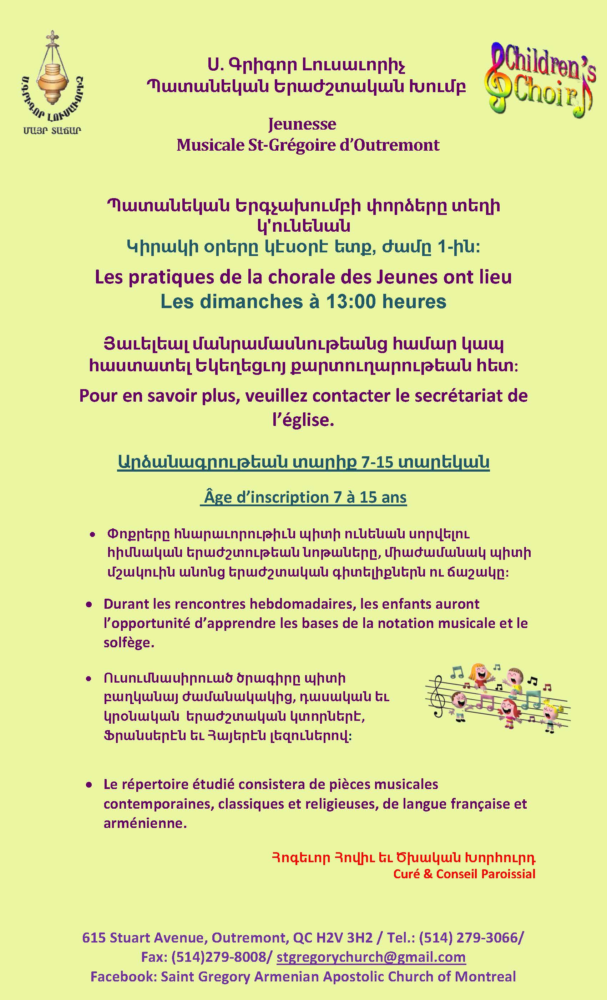 Ս.ԳՐԻԳՈՐ ԼՈՒՍԱՒՈՐԻՉ
ՄԱՅՐ ՏԱՃԱՐ
Children's
Choir
Ս. Գրիգոր Լուսաւորիչ
Պատանեկան Երաժշտական Խումբ
Jeunesse
Musicale St-Grégoire d’Outremont
Պատանեկան Երգչախումբի փորձերը տեղի
կ'ունենան
Կիրակի օրերը կէսօրէ ետք, ժամը 1-ին:
Les pratiques de la chorale des Jeunes ont lieu
Les dimanches à 13:00 heures
Յաւելեալ մանրամասնութեանց համար կապ
հաստատել Եկեղեցւոյ քարտուղարութեան հետ:
Pour en savoir plus, veuillez contacter le secrétariat de
l’église.
Արձանագրութեան տարիք 7-15 տարեկան
Âge d’inscription 7 à 15 ans
• Փոքրերը հնարաւորութիւն պիտի ունենան սորվելու
հիմնական երաժշտութեան նոթաները, միաժամանակ պիտի
մշակուին անոնց երաժշտական գիտելիքներն ու ճաշակը:
• Durant les rencontres hebdomadaires, les enfants auront
l’opportunité d’apprendre les bases de la notation musicale et le
solfège.
• Ուսումնասիրուած ծրագիրը պիտի
բաղկանայ ժամանակակից, դասական եւ
կրօնական երաժշտական կտորներէ,
Ֆրանսերէն եւ Հայերէն լեզուներով:
• Le répertoire étudié consistera de pièces musicales
contemporaines, classiques et religieuses, de langue française et
arménienne.
Հոգեւոր Հովիւ եւ Ծխական Խորհուրդ
Curé & Conseil Paroissial
615 Stuart Avenue, Outremont, QC H2V 3H2 / Tel.: (514) 279-3066/
Fax: (514)279-8008/ stgregorychurch@gmail.com
Facebook: Saint Gregory Armenian Apostolic Church of Montreal